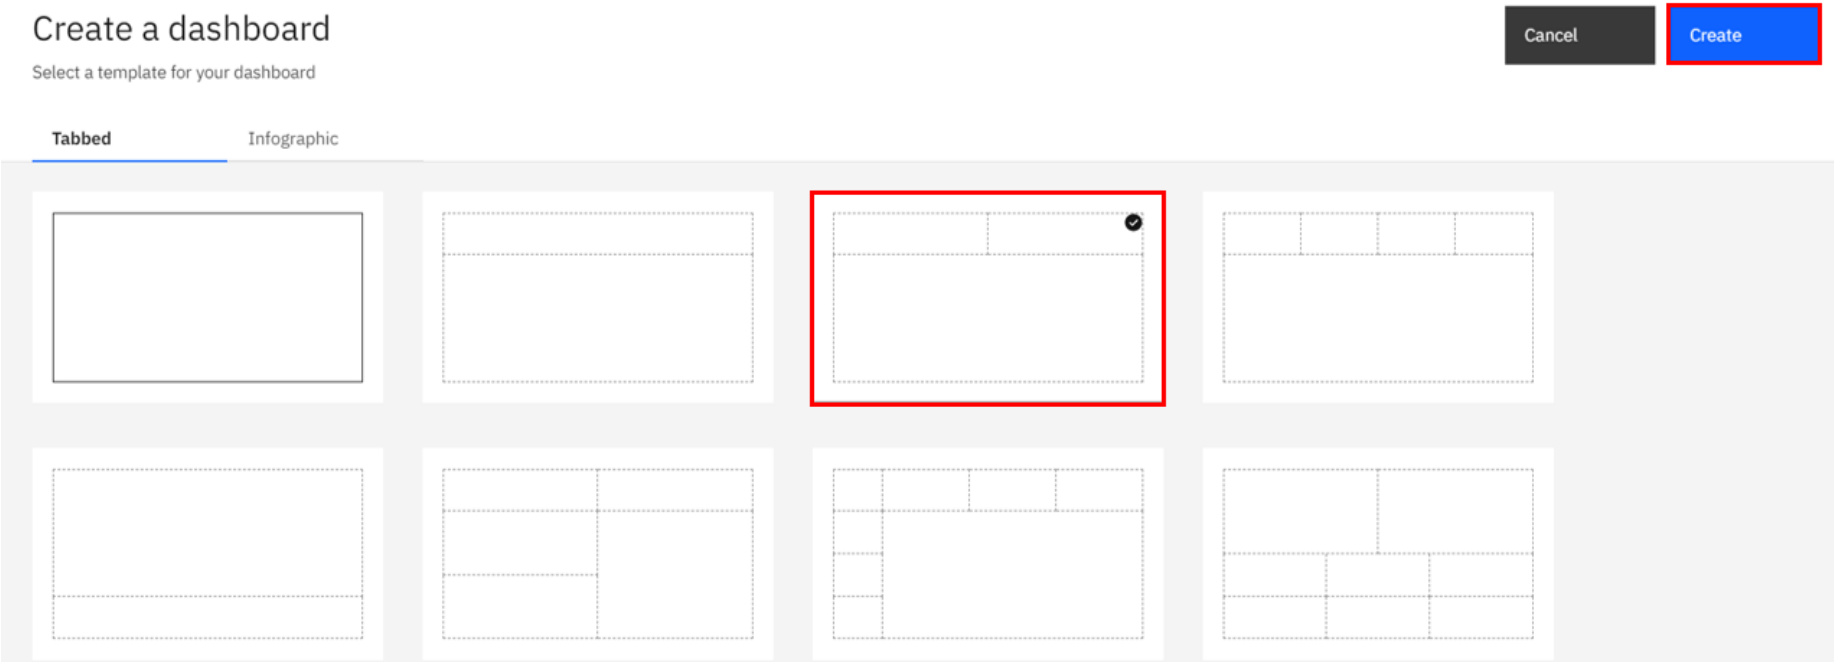 Create a dashboard
Cancel
Create
Select a template for your dashboard
Tabbed
Infographic